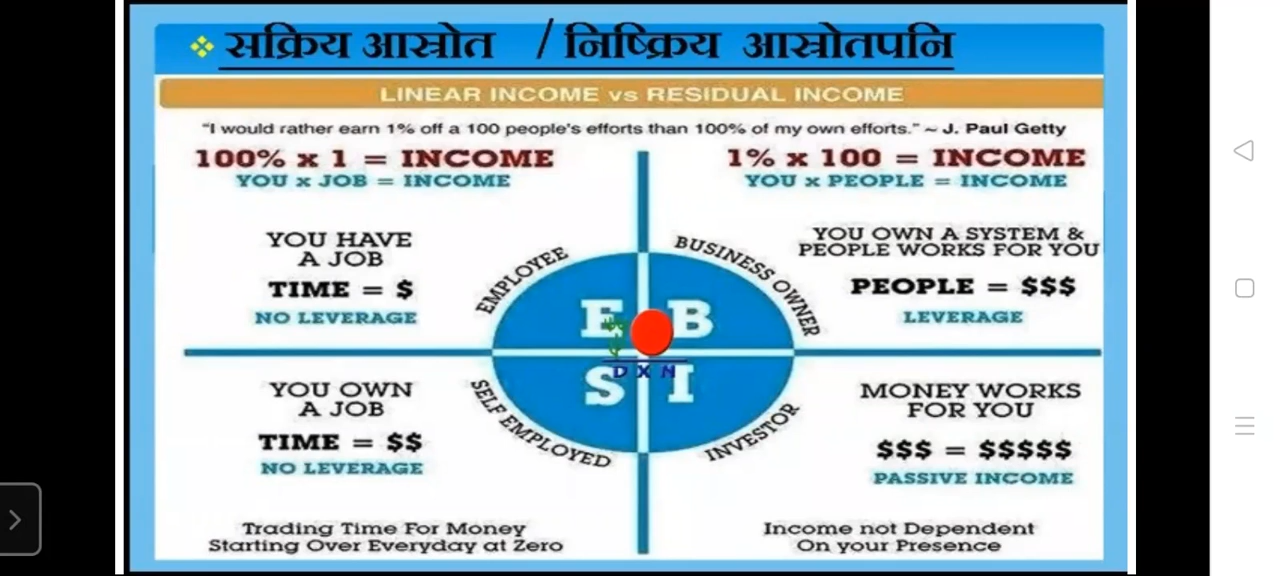 ❖ सक्रिय आस्रोत / निष्क्रिय आस्रोतपनि
LINEAR INCOME vs RESIDUAL INCOME
"I would rather earn 1% off a 100 people's efforts than 100% of my own efforts." ~ J. Paul Getty
100% x 1 = INCOME
YOU x JOB = INCOME
1% x 100 = INCOME
YOU x PEOPLE = INCOME
YOU HAVE
A JOB
TIME = $
NO LEVERAGE
EMPLOYEE
BUSINESS OWNER
YOU OWN A SYSTEM &
PEOPLE WORKS FOR YOU
PEOPLE = $$$
LEVERAGE
E B
DXN
S I
YOU OWN
A JOB
TIME = $$
NO LEVERAGE
SELF EMPLOYED
INVESTOR
MONEY WORKS
FOR YOU
$$$ = $$$$$
PASSIVE INCOME
Trading Time For Money
Starting Over Everyday at Zero
Income not Dependent
On your Presence